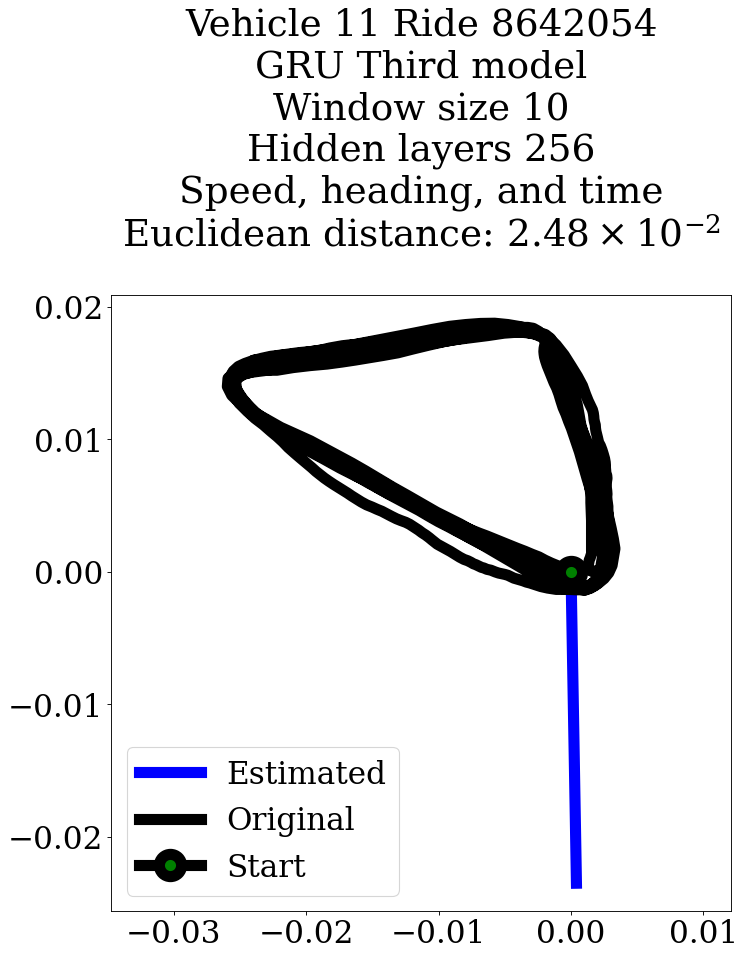 Vehicle 11 Ride 8642054
GRU Third model
Window size 10
Hidden layers 256
Speed, heading, and time
Euclidean distance: 2.48 × 10⁻²
0.02
0.01
0.00
−0.01
−0.02
Estimated
Original
Start
−0.03 −0.02 −0.01 0.00 0.01